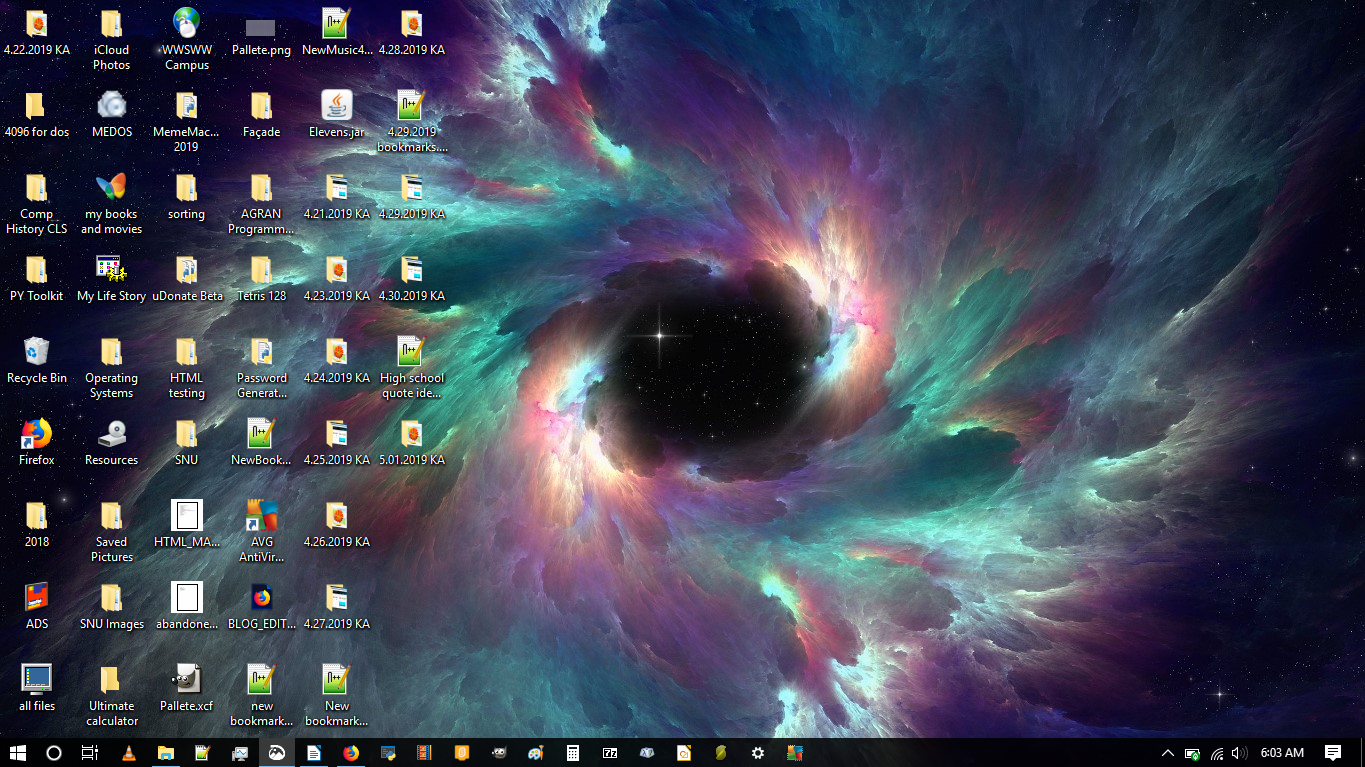 4.22.2019 KA
iCloud
Photos
WWSWW
Campus
Pallete.png
NewMusic4...
4.28.2019 KA
4096 for dos
MEDOS
MemeMac...
2019
Façade
Elevens.jar
4.29.2019
bookmarks....
Comp
History CLS
my books
and movies
sorting
AGRAN
Programm...
4.21.2019 KA
4.29.2019 KA
PY Toolkit
My Life Story
uDonate Beta
Tetris 128
4.23.2019 KA
4.30.2019 KA
Recycle Bin
Operating
Systems
HTML
testing
Password
Generat...
4.24.2019 KA
High school
quote ide...
Firefox
Resources
SNU
NewBook...
4.25.2019 KA
5.01.2019 KA
2018
Saved
Pictures
HTML_MA...
AVG
AntiVir...
4.26.2019 KA
ADS
SNU Images
abandone...
BLOG_EDIT...
4.27.2019 KA
all files
Ultimate
calculator
Pallete.xcf
new
bookmark...
New
bookmark...
6:03 AM